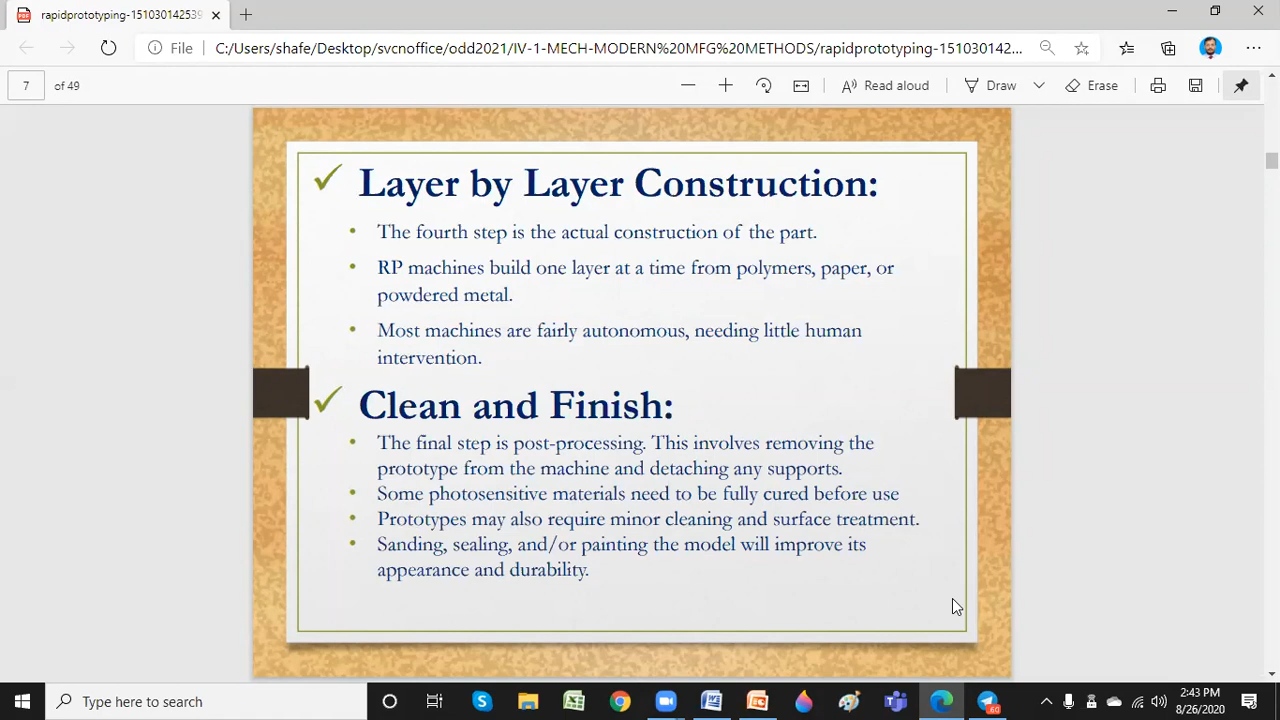 rapidprototyping-151030142539
File
C:/Users/shafe/Desktop/svcnoffice/odd2021/IV-1-MECH-MODERN%20MFG%20METHODS/rapidprototyping-151030142...
7 of 49
Read aloud
Draw
Erase
Layer by Layer Construction:
• The fourth step is the actual construction of the part.
• RP machines build one layer at a time from polymers, paper, or
powdered metal.
• Most machines are fairly autonomous, needing little human
intervention.
Clean and Finish:
• The final step is post-processing. This involves removing the
prototype from the machine and detaching any supports.
• Some photosensitive materials need to be fully cured before use
• Prototypes may also require minor cleaning and surface treatment.
• Sanding, sealing, and/or painting the model will improve its
appearance and durability.
Type here to search
60
2:43 PM
8/26/2020